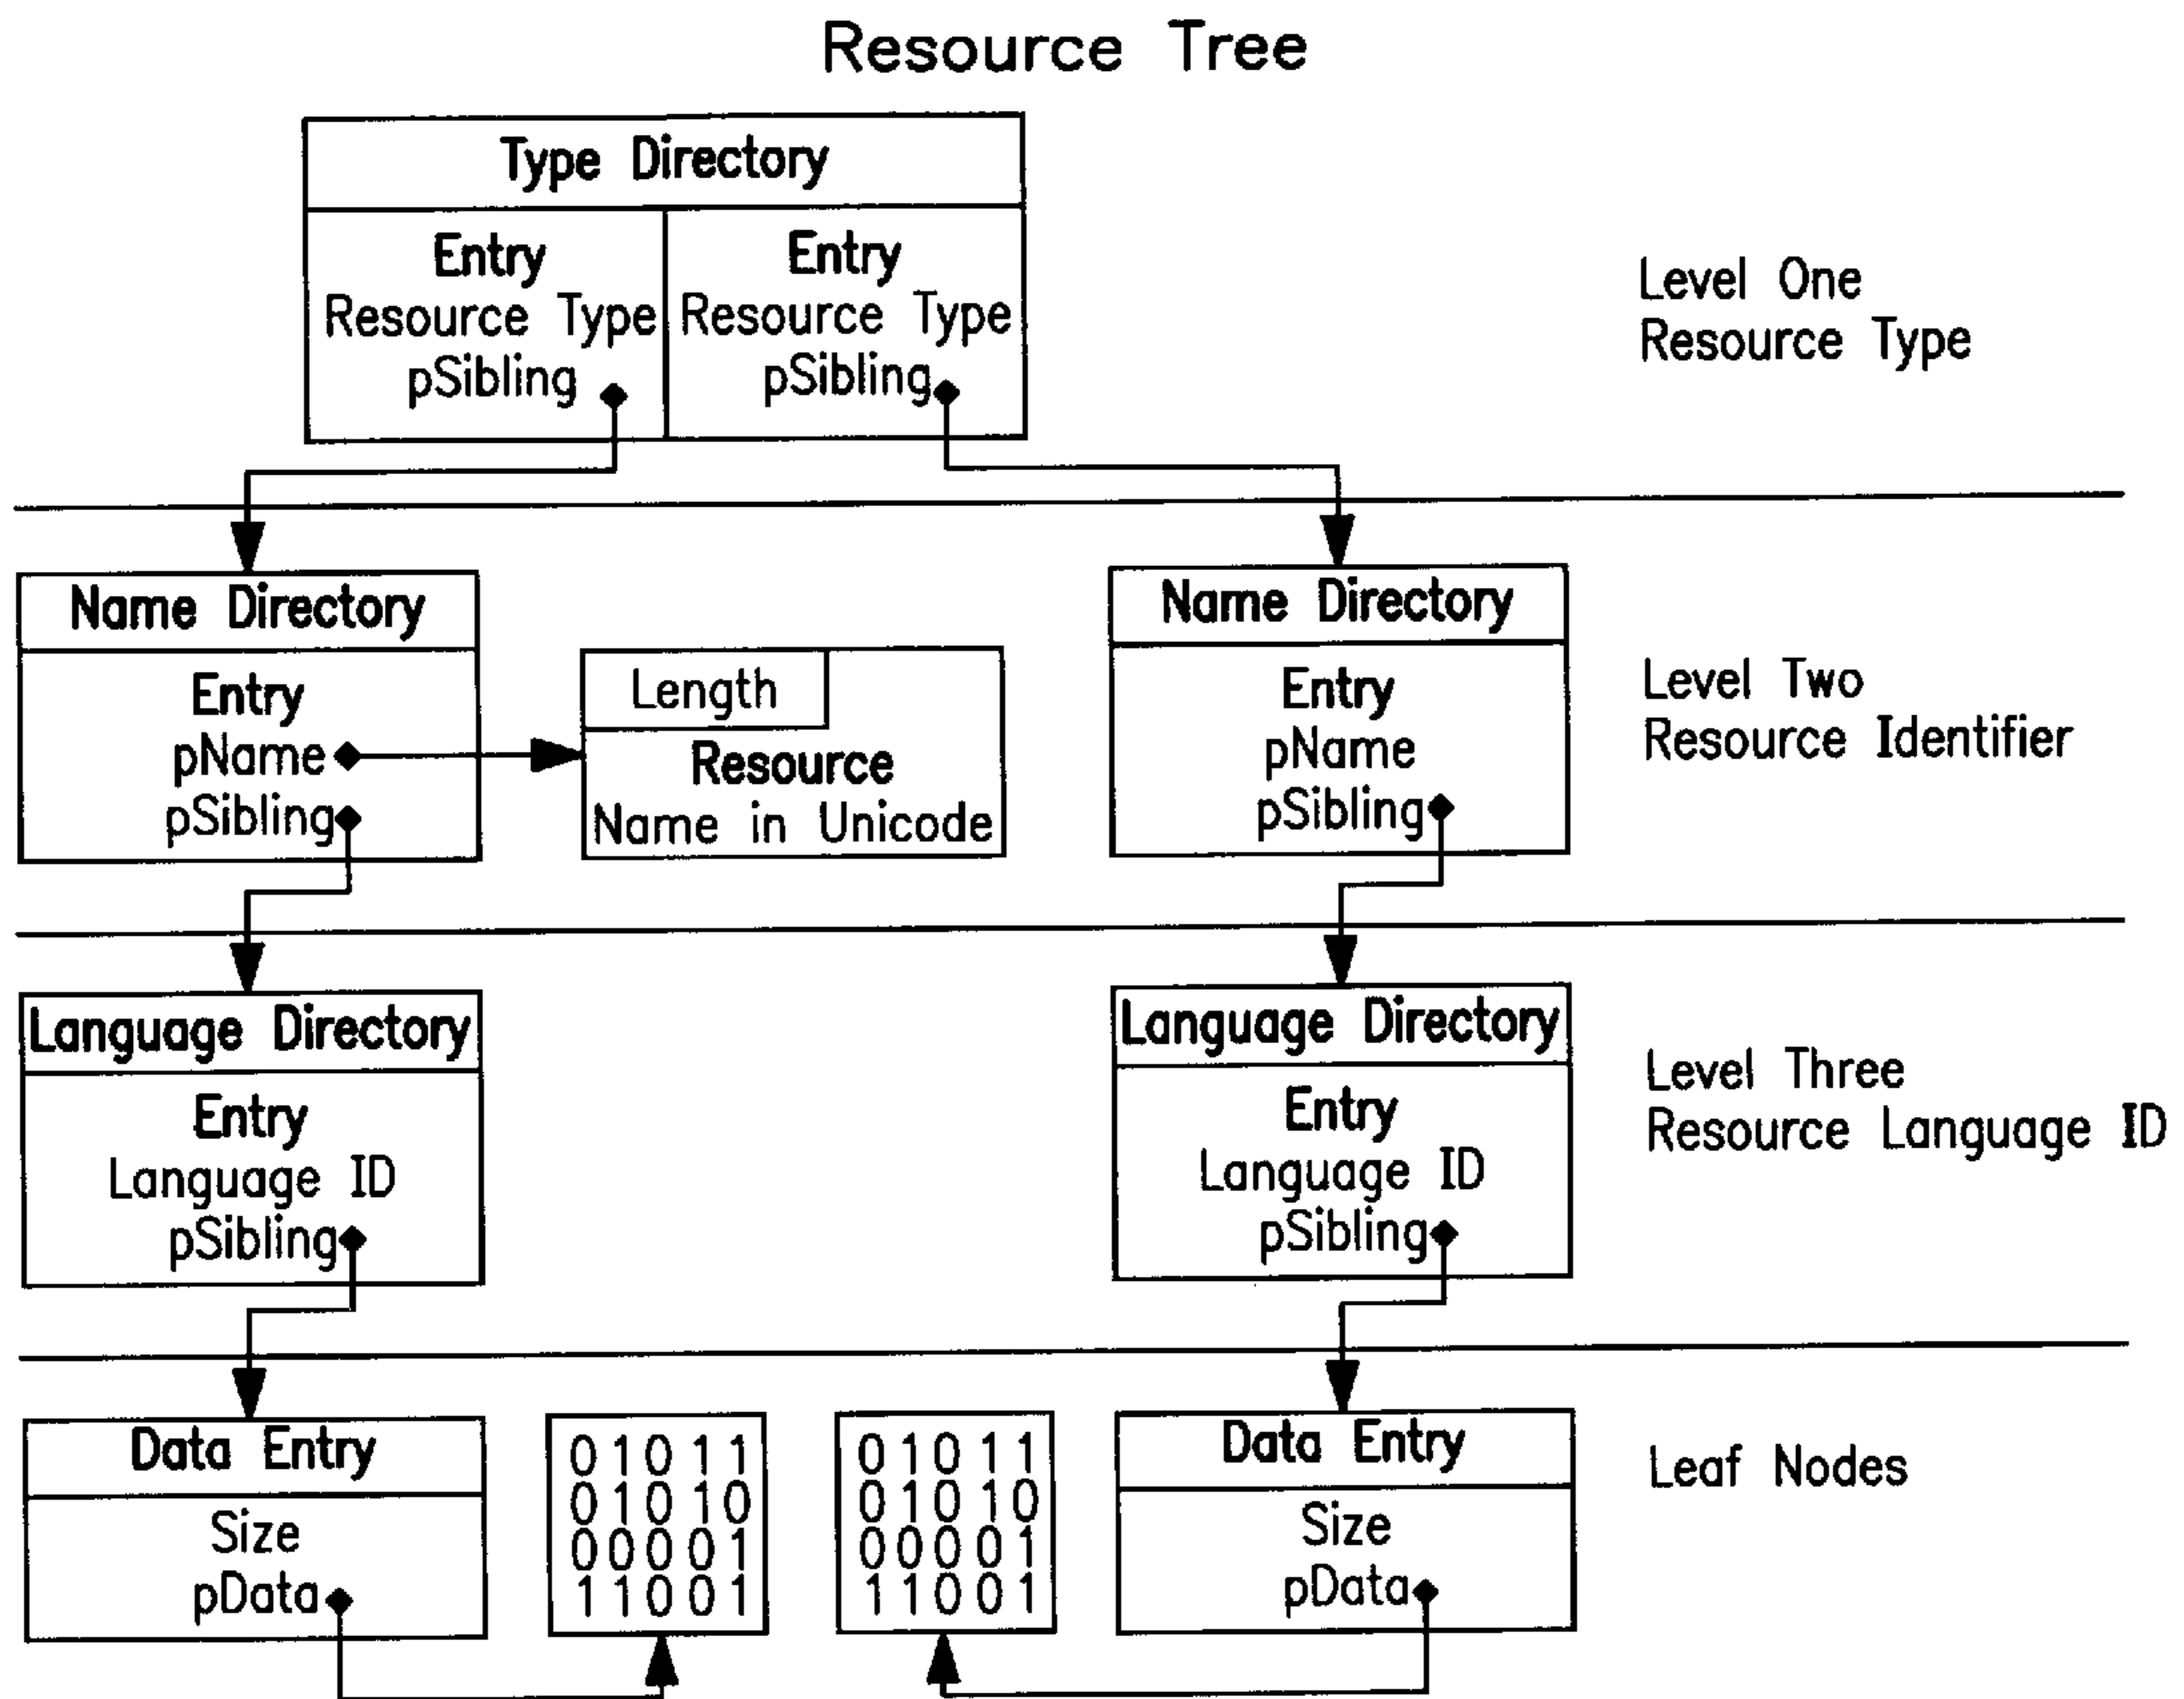 Resource Tree
Type Directory
Entry
Resource Type
pSibling
Entry
Resource Type
pSibling
Level One
Resource Type
Name Directory
Entry
pName
pSibling
Length
Resource
Name in Unicode
Name Directory
Entry
pName
pSibling
Level Two
Resource Identifier
Language Directory
Entry
Language ID
pSibling
Language Directory
Entry
Language ID
pSibling
Level Three
Resource Language ID
Data Entry
Size
pData
0 1 0 1 1
0 1 0 1 0
0 0 0 0 1
1 1 0 0 1
0 1 0 1 1
0 1 0 1 0
0 0 0 0 1
1 1 0 0 1
Data Entry
Size
pData
Leaf Nodes